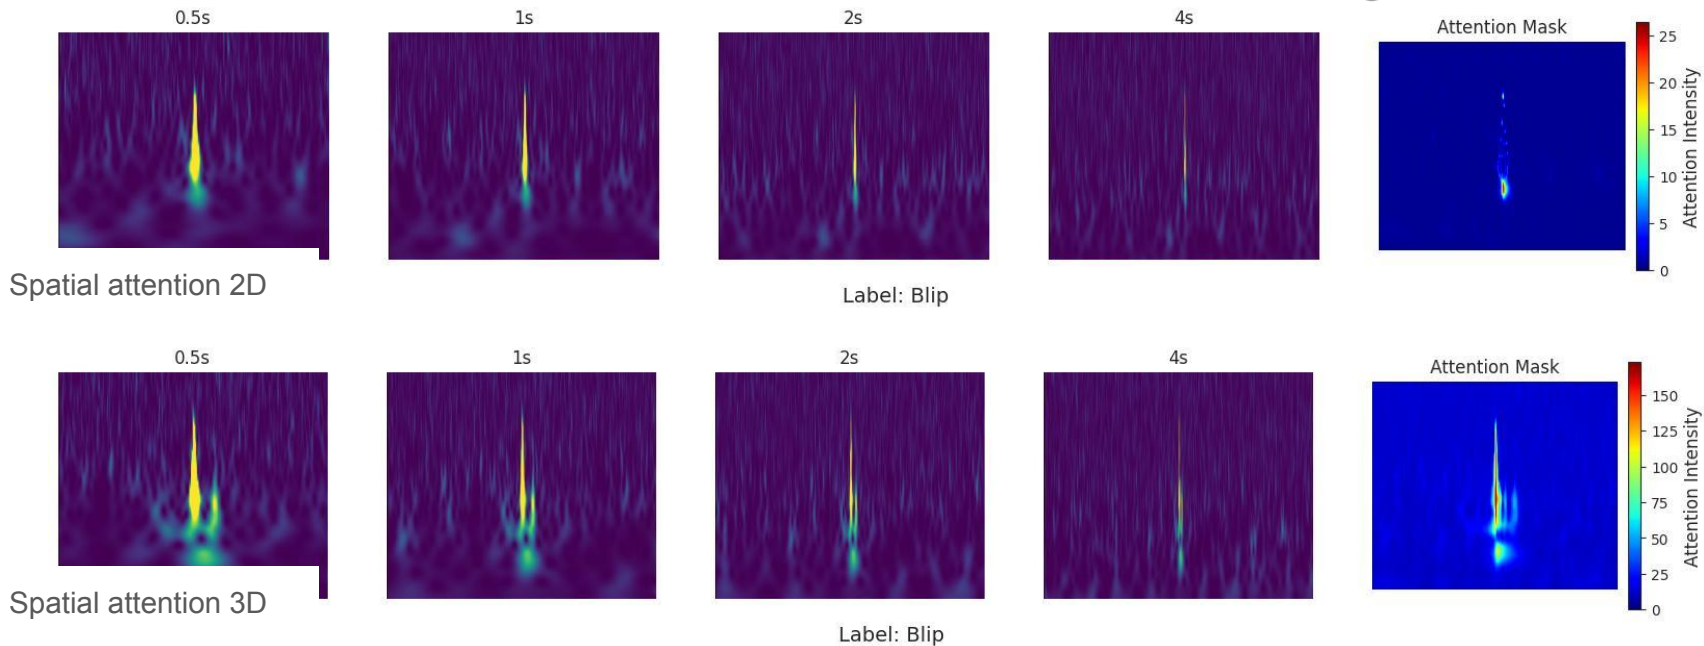 0.5s 1s 2s 4s Attention Mask
25
20
15
10
5
0
Attention Intensity
Spatial attention 2D
Label: Blip
0.5s 1s 2s 4s Attention Mask
150
125
100
75
50
25
0
Attention Intensity
Spatial attention 3D
Label: Blip